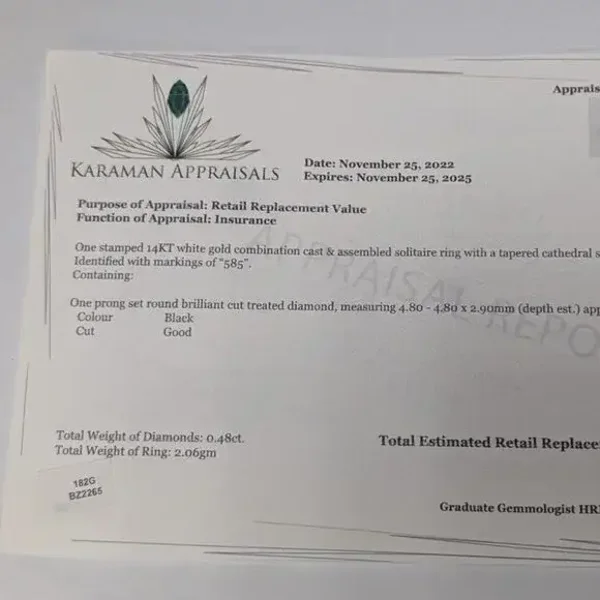 Apprais
KARAMAN APPRAISALS
Date: November 25, 2022
Expires: November 25, 2025
Purpose of Appraisal: Retail Replacement Value
Function of Appraisal: Insurance
One stamped 14KT white gold combination cast & assembled solitaire ring with a tapered cathedral s
Identified with markings of "585".
Containing:
One prong set round brilliant cut treated diamond, measuring 4.80 - 4.80 x 2.90mm (depth est.) app
Colour Black
Cut Good
APPRAISAL REPO
Total Weight of Diamonds: 0.48ct.
Total Weight of Ring: 2.06gm
Total Estimated Retail Replace
182G
BZ2265
Graduate Gemmologist HR